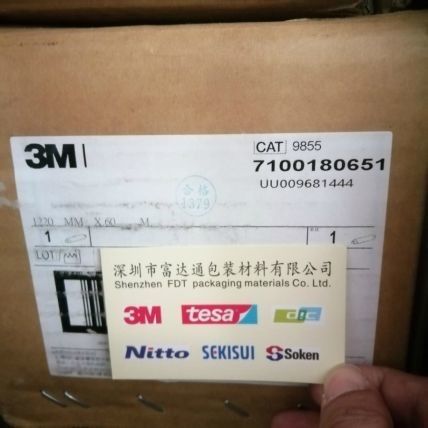 3M
CAT 9855
7100180651
UU009681444
合格
1379
1220 MM X 60 M
1
1
LOT
深圳市富达通包装材料有限公司
Shenzhen FDT packaging materials Co. Ltd.
3M tesa dic
Nitto SEKISUI Soken